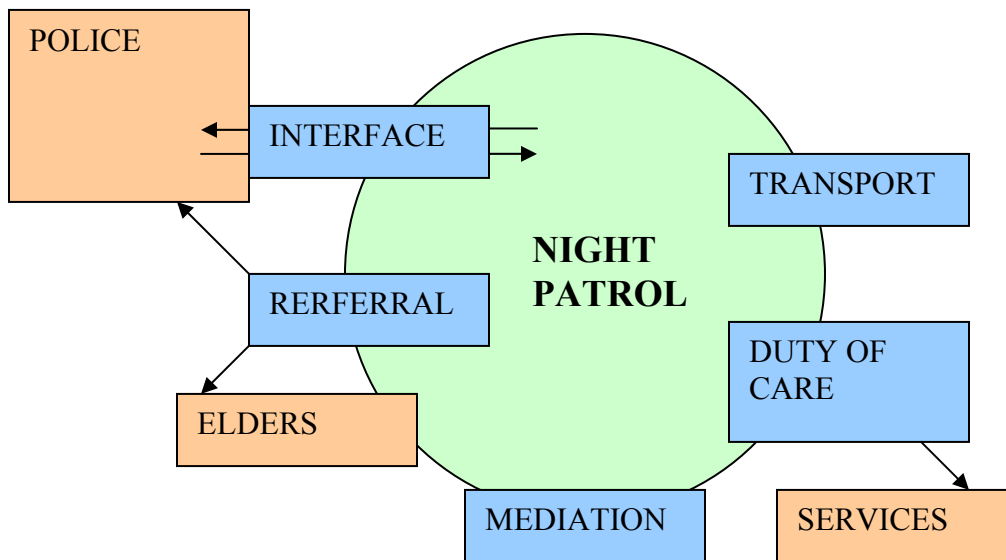 POLICE
INTERFACE
TRANSPORT
NIGHT
PATROL
RERFERRAL
DUTY OF
CARE
ELDERS
MEDIATION
SERVICES